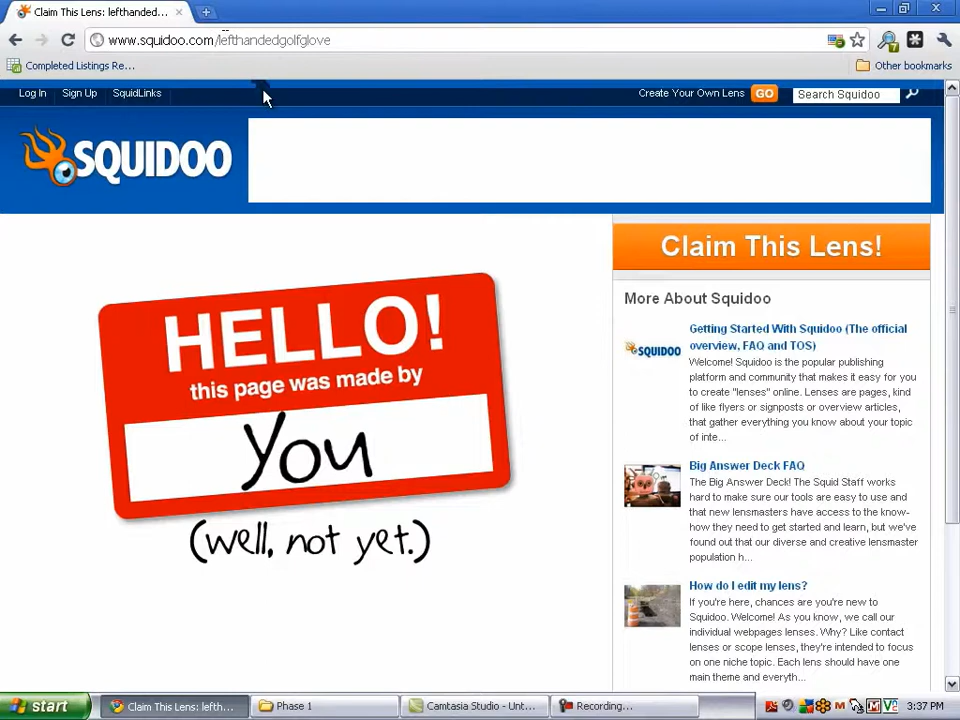 Claim This Lens: lefthanded...
www.squidoo.com/lefthandedgolfglove
Completed Listings Re...
Other bookmarks
Log In Sign Up SquidLinks
Create Your Own Lens GO Search Squidoo
SQUIDOO
Claim This Lens!
HELLO!
this page was made by
You
(well, not yet.)
More About Squidoo
SQUIDOO
Getting Started With Squidoo (The official
overview, FAQ and TOS)
Welcome! Squidoo is the popular publishing
platform and community that makes it easy for you
to create "lenses" online. Lenses are pages, kind
of like flyers or signposts or overview articles,
that gather everything you know about your topic
of inte...
Big Answer Deck FAQ
The Big Answer Deck! The Squid Staff works
hard to make sure our tools are easy to use and
that new lensmasters have access to the know-
how they need to get started and learn, but we've
found out that our diverse and creative lensmaster
population h...
How do I edit my lens?
If you're here, chances are you're new to
Squidoo. Welcome! As you know, we call our
individual webpages lenses. Why? Like contact
lenses or scope lenses, they're intended to focus
on one niche topic. Each lens should have one
main theme and everyth...
start Claim This Lens: lefth... Phase 1 Camtasia Studio - Unt... Recording... 3:37 PM